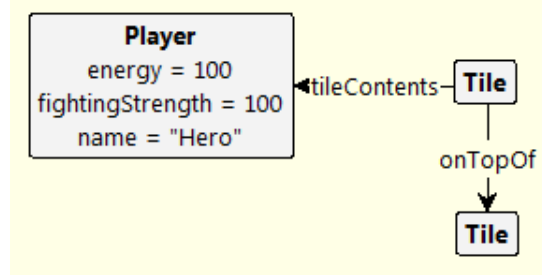 Player
energy = 100
fightingStrength = 100
name = "Hero"
tileContents
Tile
onTopOf
Tile